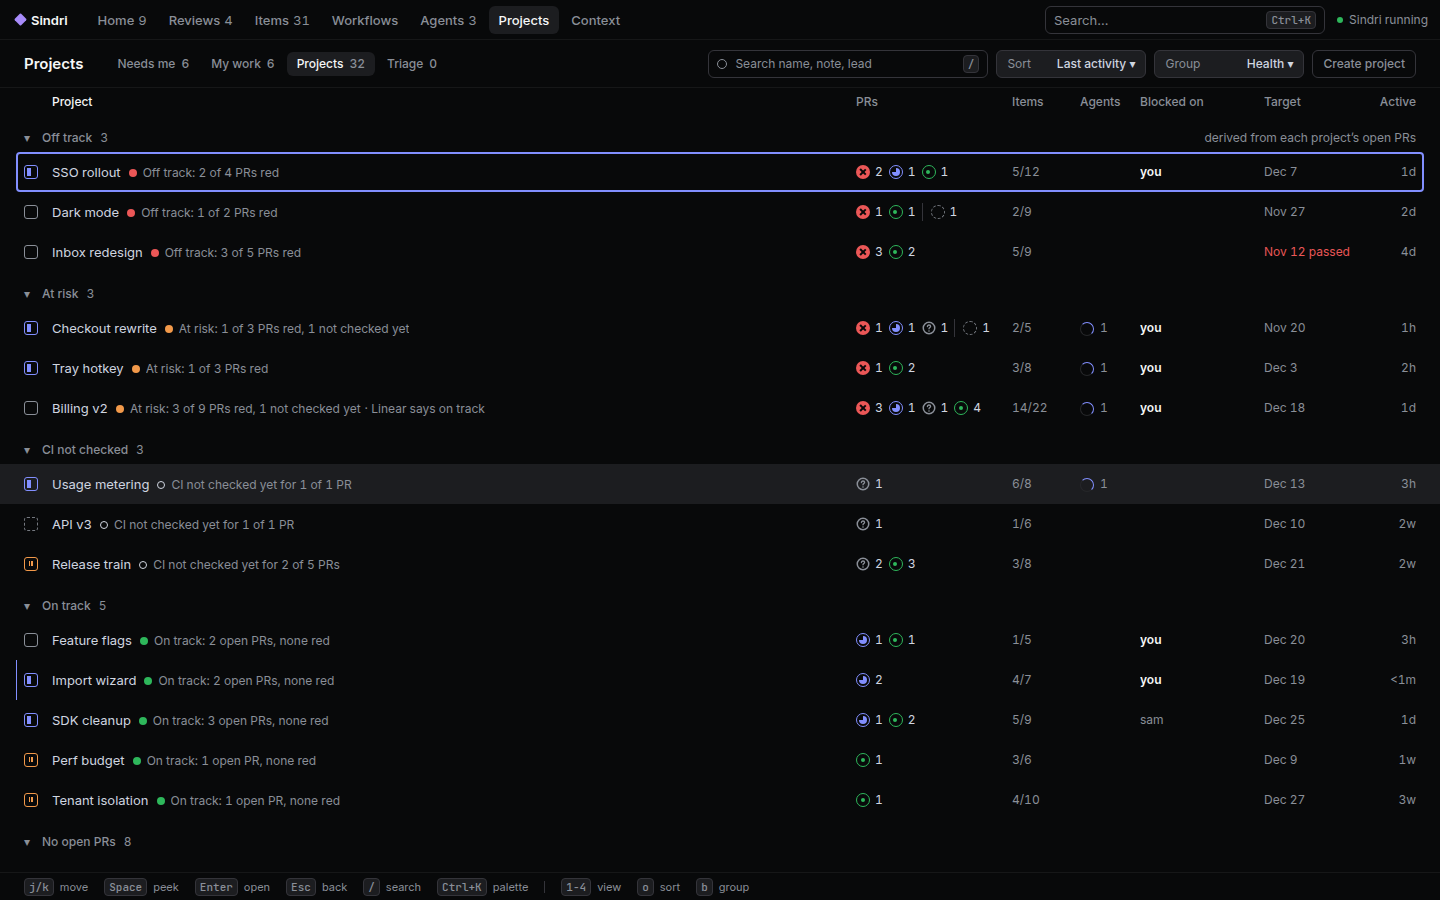 Sindri Home 9 Reviews 4 Items 31 Workflows Agents 3 Projects Context Search... Ctrl+K Sindri running
Projects Needs me 6 My work 6 Projects 32 Triage 0 Search name, note, lead / Sort Last activity ▾ Group Health ▾ Create project
Project PRs Items Agents Blocked on Target Active
▾ Off track 3 derived from each project's open PRs
SSO rollout Off track: 2 of 4 PRs red 2 1 1 5/12 you Dec 7 1d
Dark mode Off track: 1 of 2 PRs red 1 1 1 2/9 Nov 27 2d
Inbox redesign Off track: 3 of 5 PRs red 3 2 5/9 Nov 12 passed 4d
▾ At risk 3
Checkout rewrite At risk: 1 of 3 PRs red, 1 not checked yet 1 1 1 1 2/5 1 you Nov 20 1h
Tray hotkey At risk: 1 of 3 PRs red 1 2 3/8 1 you Dec 3 2h
Billing v2 At risk: 3 of 9 PRs red, 1 not checked yet · Linear says on track 3 1 1 4 14/22 1 you Dec 18 1d
▾ CI not checked 3
Usage metering CI not checked yet for 1 of 1 PR 1 6/8 1 Dec 13 3h
API v3 CI not checked yet for 1 of 1 PR 1 1/6 Dec 10 2w
Release train CI not checked yet for 2 of 5 PRs 2 3 3/8 Dec 21 2w
▾ On track 5
Feature flags On track: 2 open PRs, none red 1 1 1/5 you Dec 20 3h
Import wizard On track: 2 open PRs, none red 2 4/7 you Dec 19 <1m
SDK cleanup On track: 3 open PRs, none red 1 2 5/9 sam Dec 25 1d
Perf budget On track: 1 open PR, none red 1 3/6 Dec 9 1w
Tenant isolation On track: 1 open PR, none red 1 4/10 Dec 27 3w
▾ No open PRs 8
j/k move Space peek Enter open Esc back / search Ctrl+K palette 1-4 view o sort b group